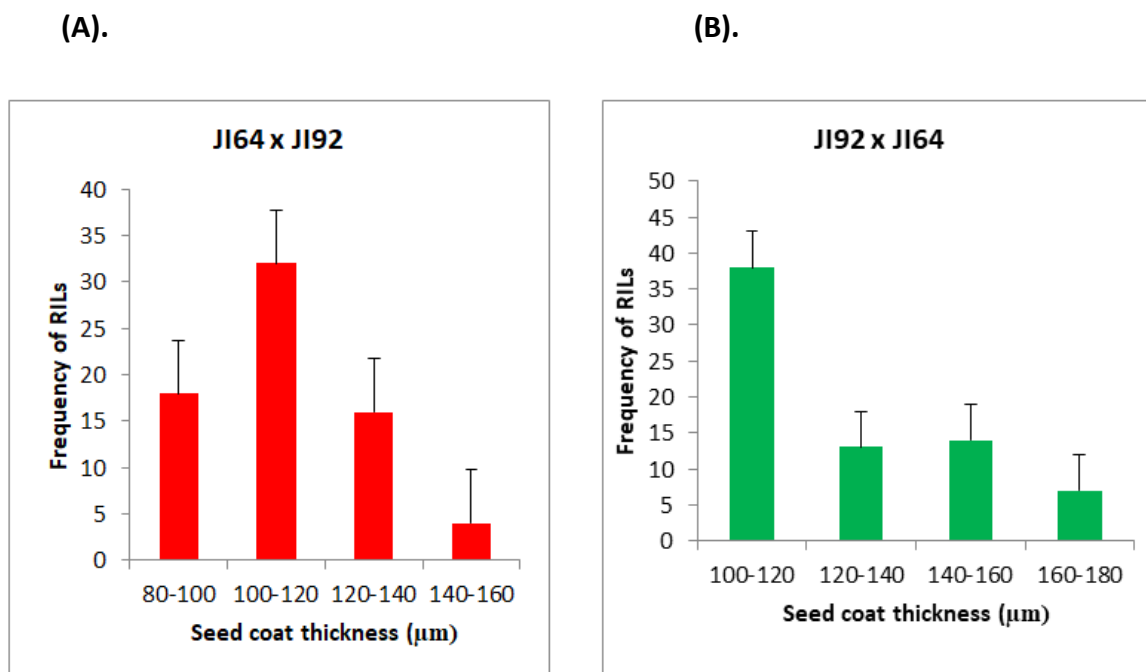 (A).
(B).
JI64 x JI92
40
35
30
25
20
15
10
5
0
Frequency of RILs
80-100 100-120 120-140 140-160
Seed coat thickness (μm)
JI92 x JI64
50
45
40
35
30
25
20
15
10
5
0
Frequency of RILs
100-120 120-140 140-160 160-180
Seed coat thickness (μm)